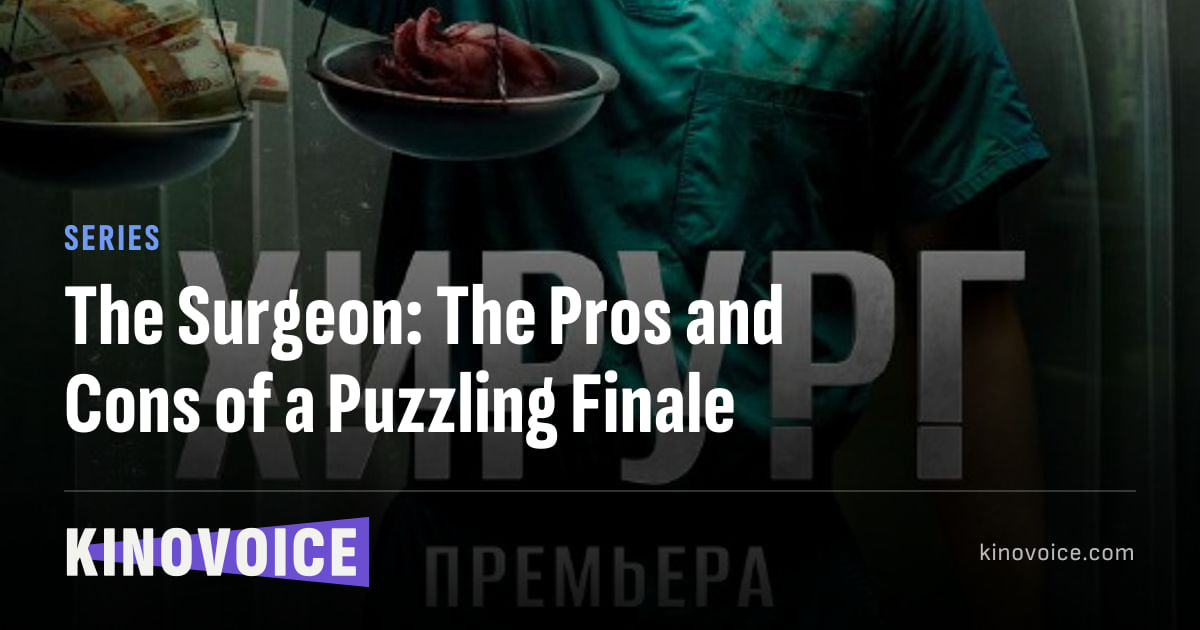 SERIES
ХИРУРГ
The Surgeon: The Pros and
Cons of a Puzzling Finale
KINOVOICE
ПРЕМЬЕРА
kinovoice.com